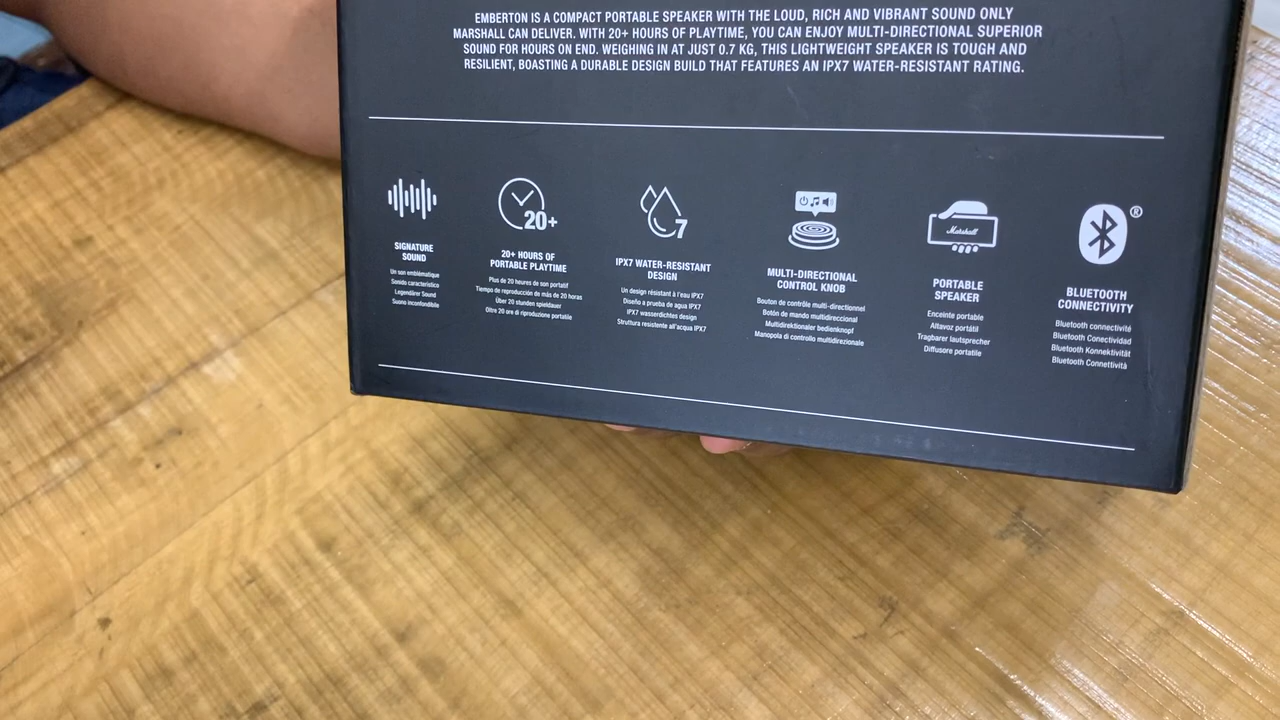 EMBERTON IS A COMPACT PORTABLE SPEAKER WITH THE LOUD, RICH AND VIBRANT SOUND ONLY
MARSHALL CAN DELIVER. WITH 20+ HOURS OF PLAYTIME, YOU CAN ENJOY MULTI-DIRECTIONAL SUPERIOR
SOUND FOR HOURS ON END. WEIGHING IN AT JUST 0.7 KG, THIS LIGHTWEIGHT SPEAKER IS TOUGH AND
RESILIENT, BOASTING A DURABLE DESIGN BUILD THAT FEATURES AN IPX7 WATER-RESISTANT RATING.
SIGNATURE
SOUND
Un son emblématique
Sonido característico
Legendärer Sound
Suono inconfondibile
20+
20+ HOURS OF
PORTABLE PLAYTIME
Plus de 20 heures de son portatif
Tiempo de reproducción de más de 20 horas
Über 20 stunden spieldauer
Oltre 20 ore di riproduzione portatile
7
IPX7 WATER-RESISTANT
DESIGN
Un design résistant à l'eau IPX7
Diseño a prueba de agua IPX7
IPX7 wasserdichtes design
Struttura resistente all'acqua IPX7
MULTI-DIRECTIONAL
CONTROL KNOB
Bouton de contrôle multi-directionnel
Botón de mando multidireccional
Multidirektionaler bedienknopf
Manopola di controllo multidirezionale
Marshall
PORTABLE
SPEAKER
Enceinte portable
Altavoz portátil
Tragbarer lautsprecher
Diffusore portatile
®
BLUETOOTH
CONNECTIVITY
Bluetooth connectivité
Bluetooth Conectividad
Bluetooth Konnektivität
Bluetooth Connettività